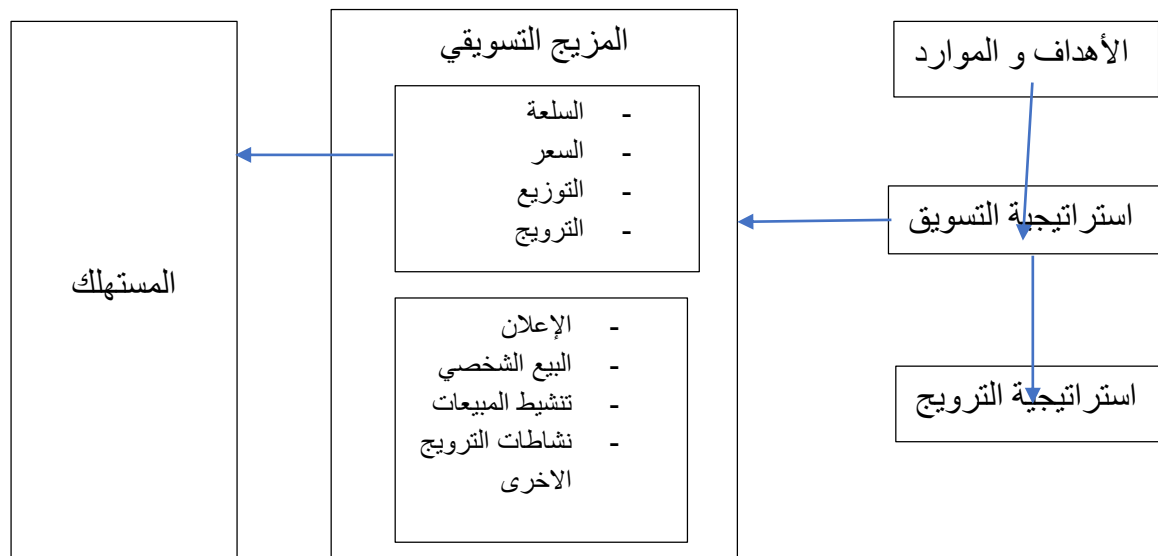 الأهداف و الموارد
استراتيجية التسويق
استراتيجية الترويج
المزيج التسويقي
- السلعة
- السعر
- التوزيع
- الترويج
- الإعلان
- البيع الشخصي
- تنشيط المبيعات
- نشاطات الترويج
الاخرى
المستهلك